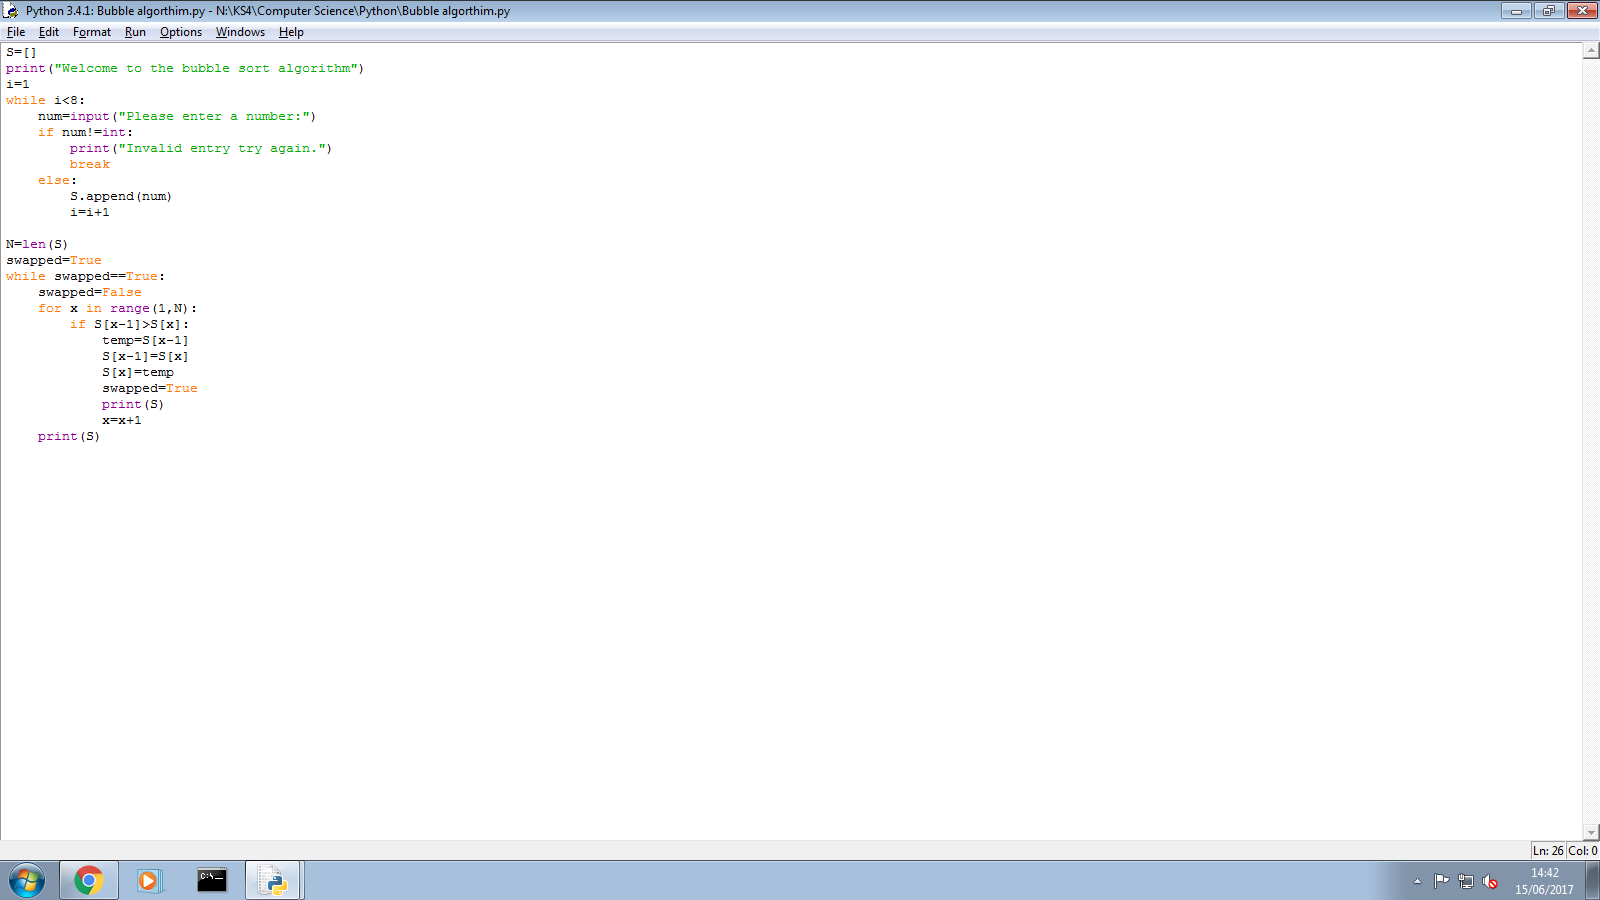 Python 3.4.1: Bubble algorthim.py - N:\KS4\Computer Science\Python\Bubble algorthim.py
File Edit Format Run Options Windows Help
S=[]
print("Welcome to the bubble sort algorithm")
i=1
while i<8:
    num=input("Please enter a number:")
    if num!=int:
        print("Invalid entry try again.")
        break
    else:
        S.append(num)
        i=i+1

N=len(S)
swapped=True
while swapped==True:
    swapped=False
    for x in range(1,N):
        if S[x-1]>S[x]:
            temp=S[x-1]
            S[x-1]=S[x]
            S[x]=temp
            swapped=True
            print(S)
            x=x+1
    print(S)
Ln: 26 Col: 0
C:\_
14:42
15/06/2017